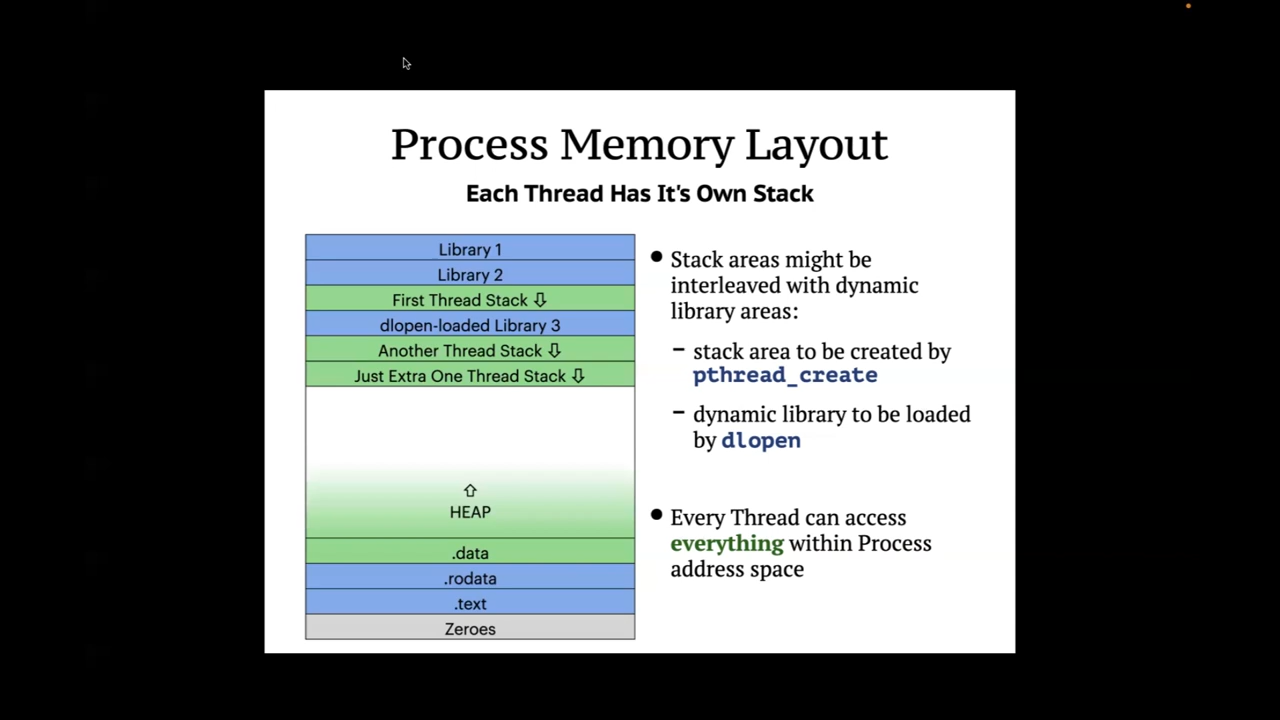 Process Memory Layout
Each Thread Has It's Own Stack
Library 1
Library 2
First Thread Stack ⇩
dlopen-loaded Library 3
Another Thread Stack ⇩
Just Extra One Thread Stack ⇩
⇧
HEAP
.data
.rodata
.text
Zeroes
• Stack areas might be
interleaved with dynamic
library areas:
– stack area to be created by
pthread_create
– dynamic library to be loaded
by dlopen
• Every Thread can access
everything within Process
address space